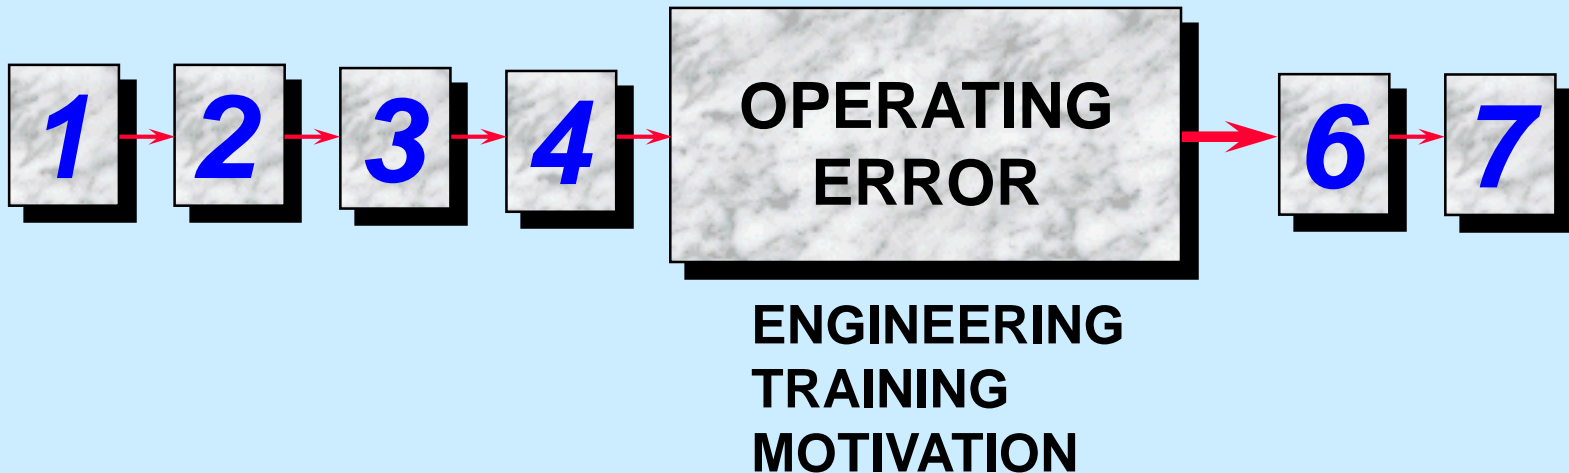 1 2 3 4 OPERATING ERROR 6 7
ENGINEERING
TRAINING
MOTIVATION